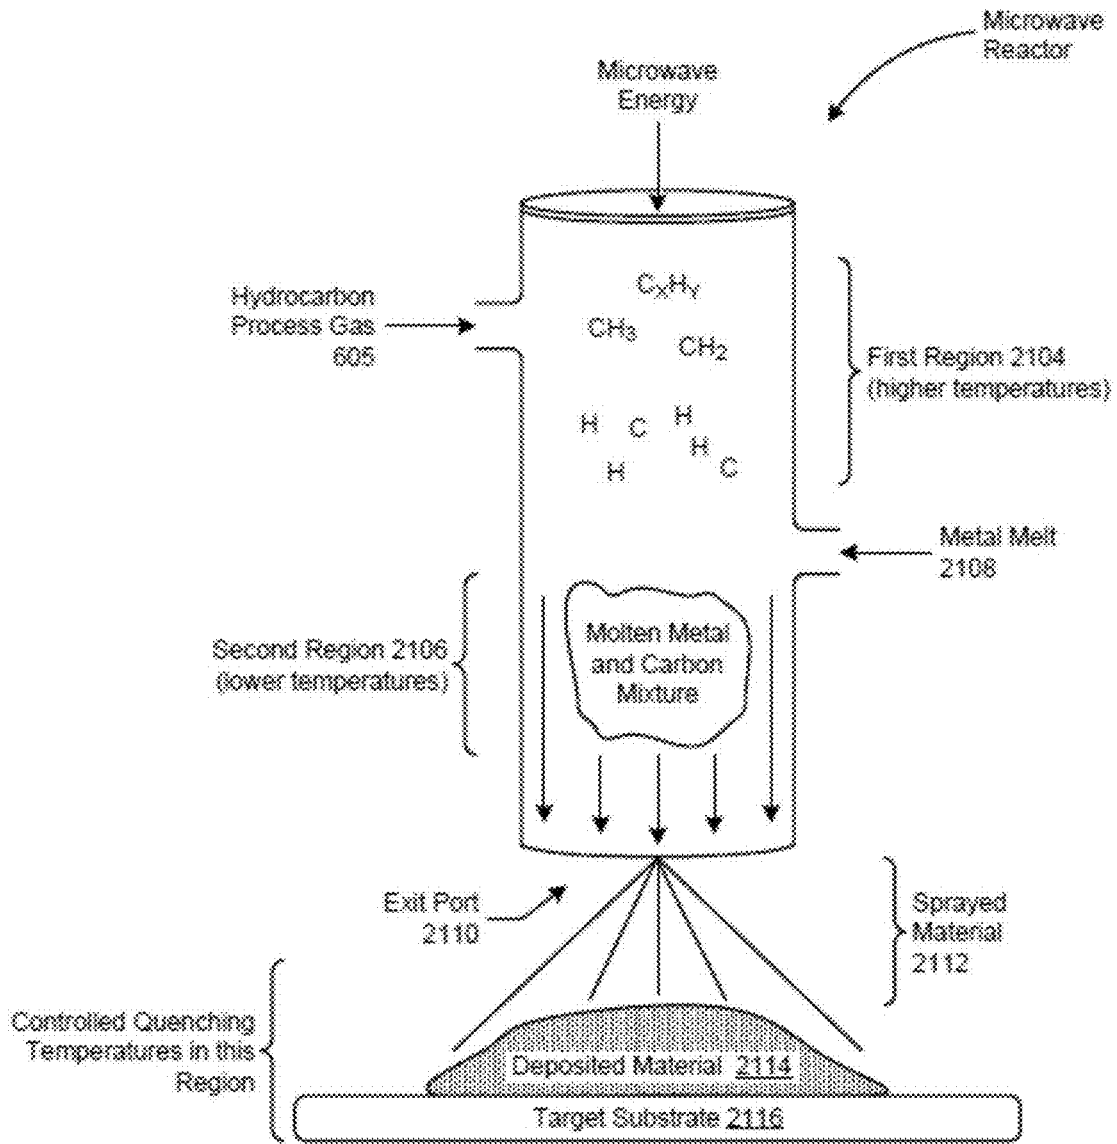 Microwave
Reactor
Microwave
Energy
Hydrocarbon
Process Gas
605
CXHY
CH3
CH2
First Region 2104
(higher temperatures)
H C H
H
H C
Metal Melt
2108
Second Region 2106
(lower temperatures)
Molten Metal
and Carbon
Mixture
Exit Port
2110
Sprayed
Material
2112
Controlled Quenching
Temperatures in this
Region
Deposited Material 2114
Target Substrate 2116